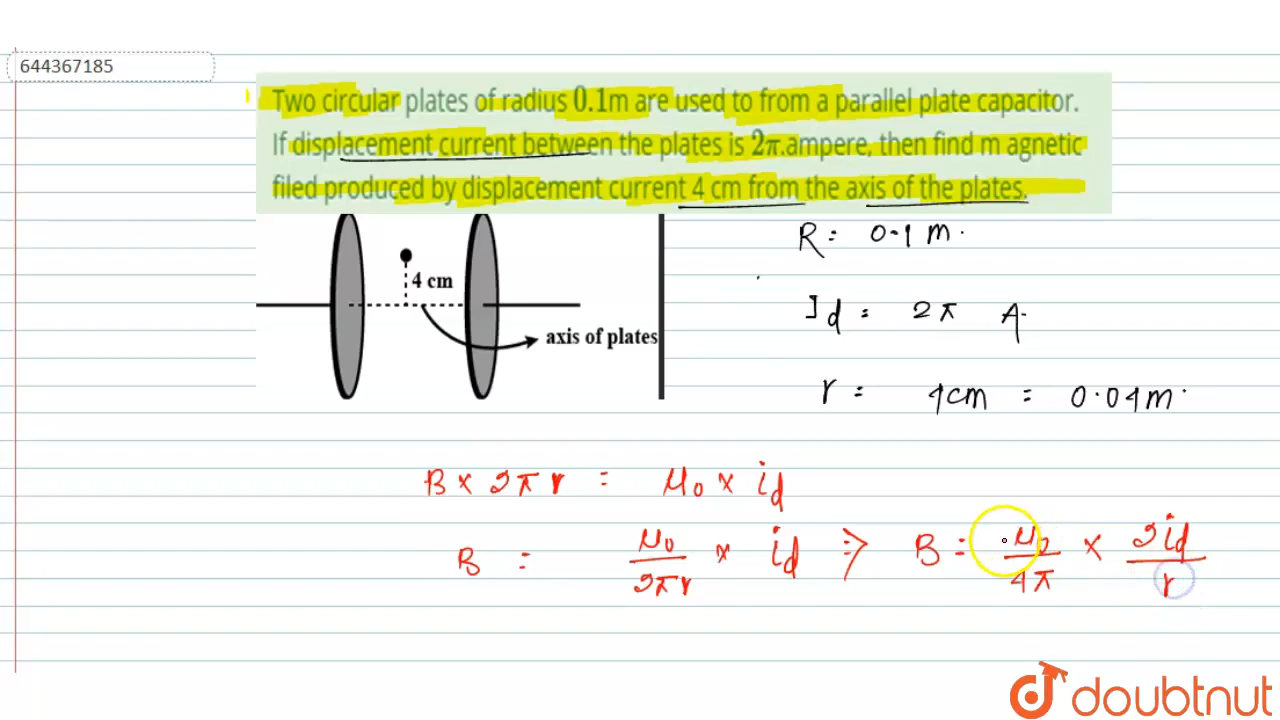 644367185
Two circular plates of radius 0.1m are used to from a parallel plate capacitor.
If displacement current between the plates is 2π.ampere, then find m agnetic
filed produced by displacement current 4 cm from the axis of the plates.
4 cm
axis of plates
R = 0.1 m.
Id = 2π A.
r = 4cm = 0.04m.
B × 2πr = μ0 × id
B = μ0/2πr × id ⇒ B = μ0/4π × 2id/r
doubtnut